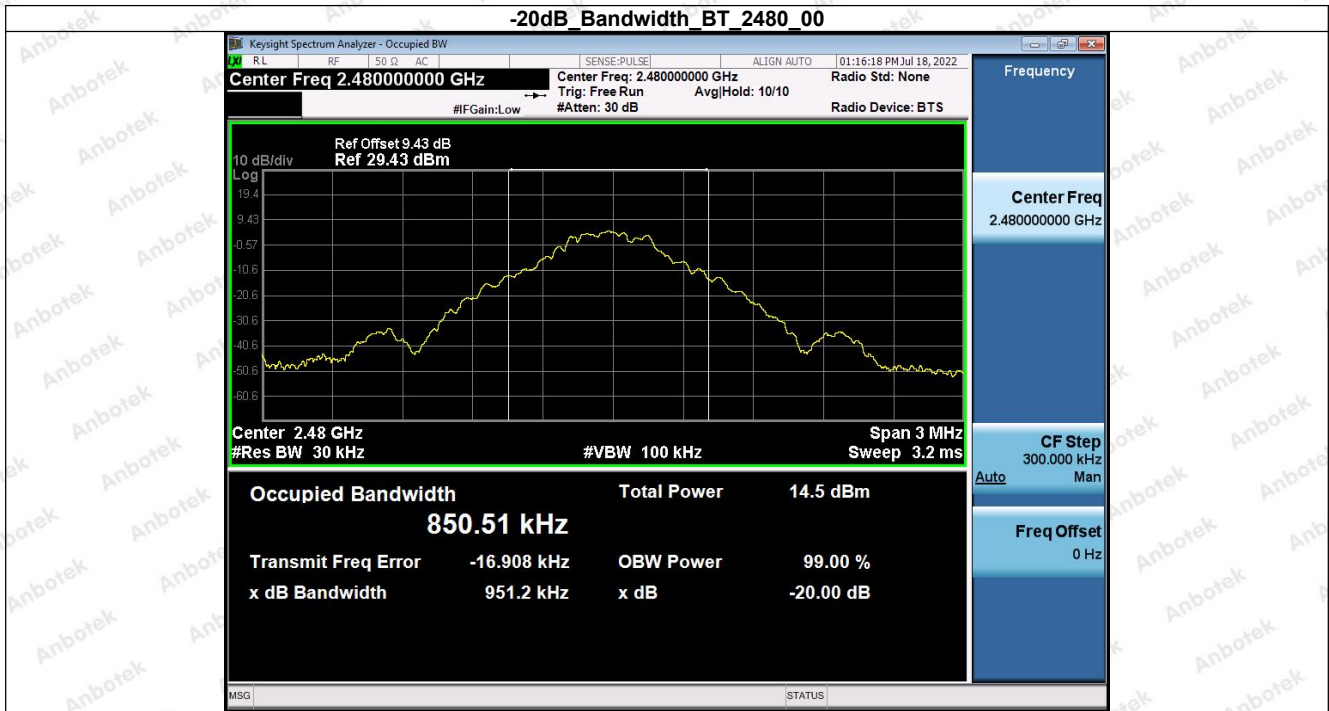 -20dB_Bandwidth_BT_2480_00
Keysight Spectrum Analyzer - Occupied BW
LXI RL RF 50 Ω AC SENSE:PULSE ALIGN AUTO 01:16:18 PM Jul 18, 2022
Center Freq 2.480000000 GHz
Center Freq: 2.480000000 GHz Radio Std: None
Trig: Free Run Avg|Hold: 10/10
#IFGain:Low #Atten: 30 dB Radio Device: BTS
Ref Offset 9.43 dB
10 dB/div Ref 29.43 dBm
Log
19.4
9.43
-0.57
-10.6
-20.6
-30.6
-40.6
-50.6
-60.6
Center 2.48 GHz Span 3 MHz
#Res BW 30 kHz #VBW 100 kHz Sweep 3.2 ms
Occupied Bandwidth Total Power 14.5 dBm
850.51 kHz
Transmit Freq Error -16.908 kHz OBW Power 99.00 %
x dB Bandwidth 951.2 kHz x dB -20.00 dB
MSG STATUS
Frequency
Center Freq
2.480000000 GHz
CF Step
300.000 kHz
Auto Man
Freq Offset
0 Hz
Anbotek